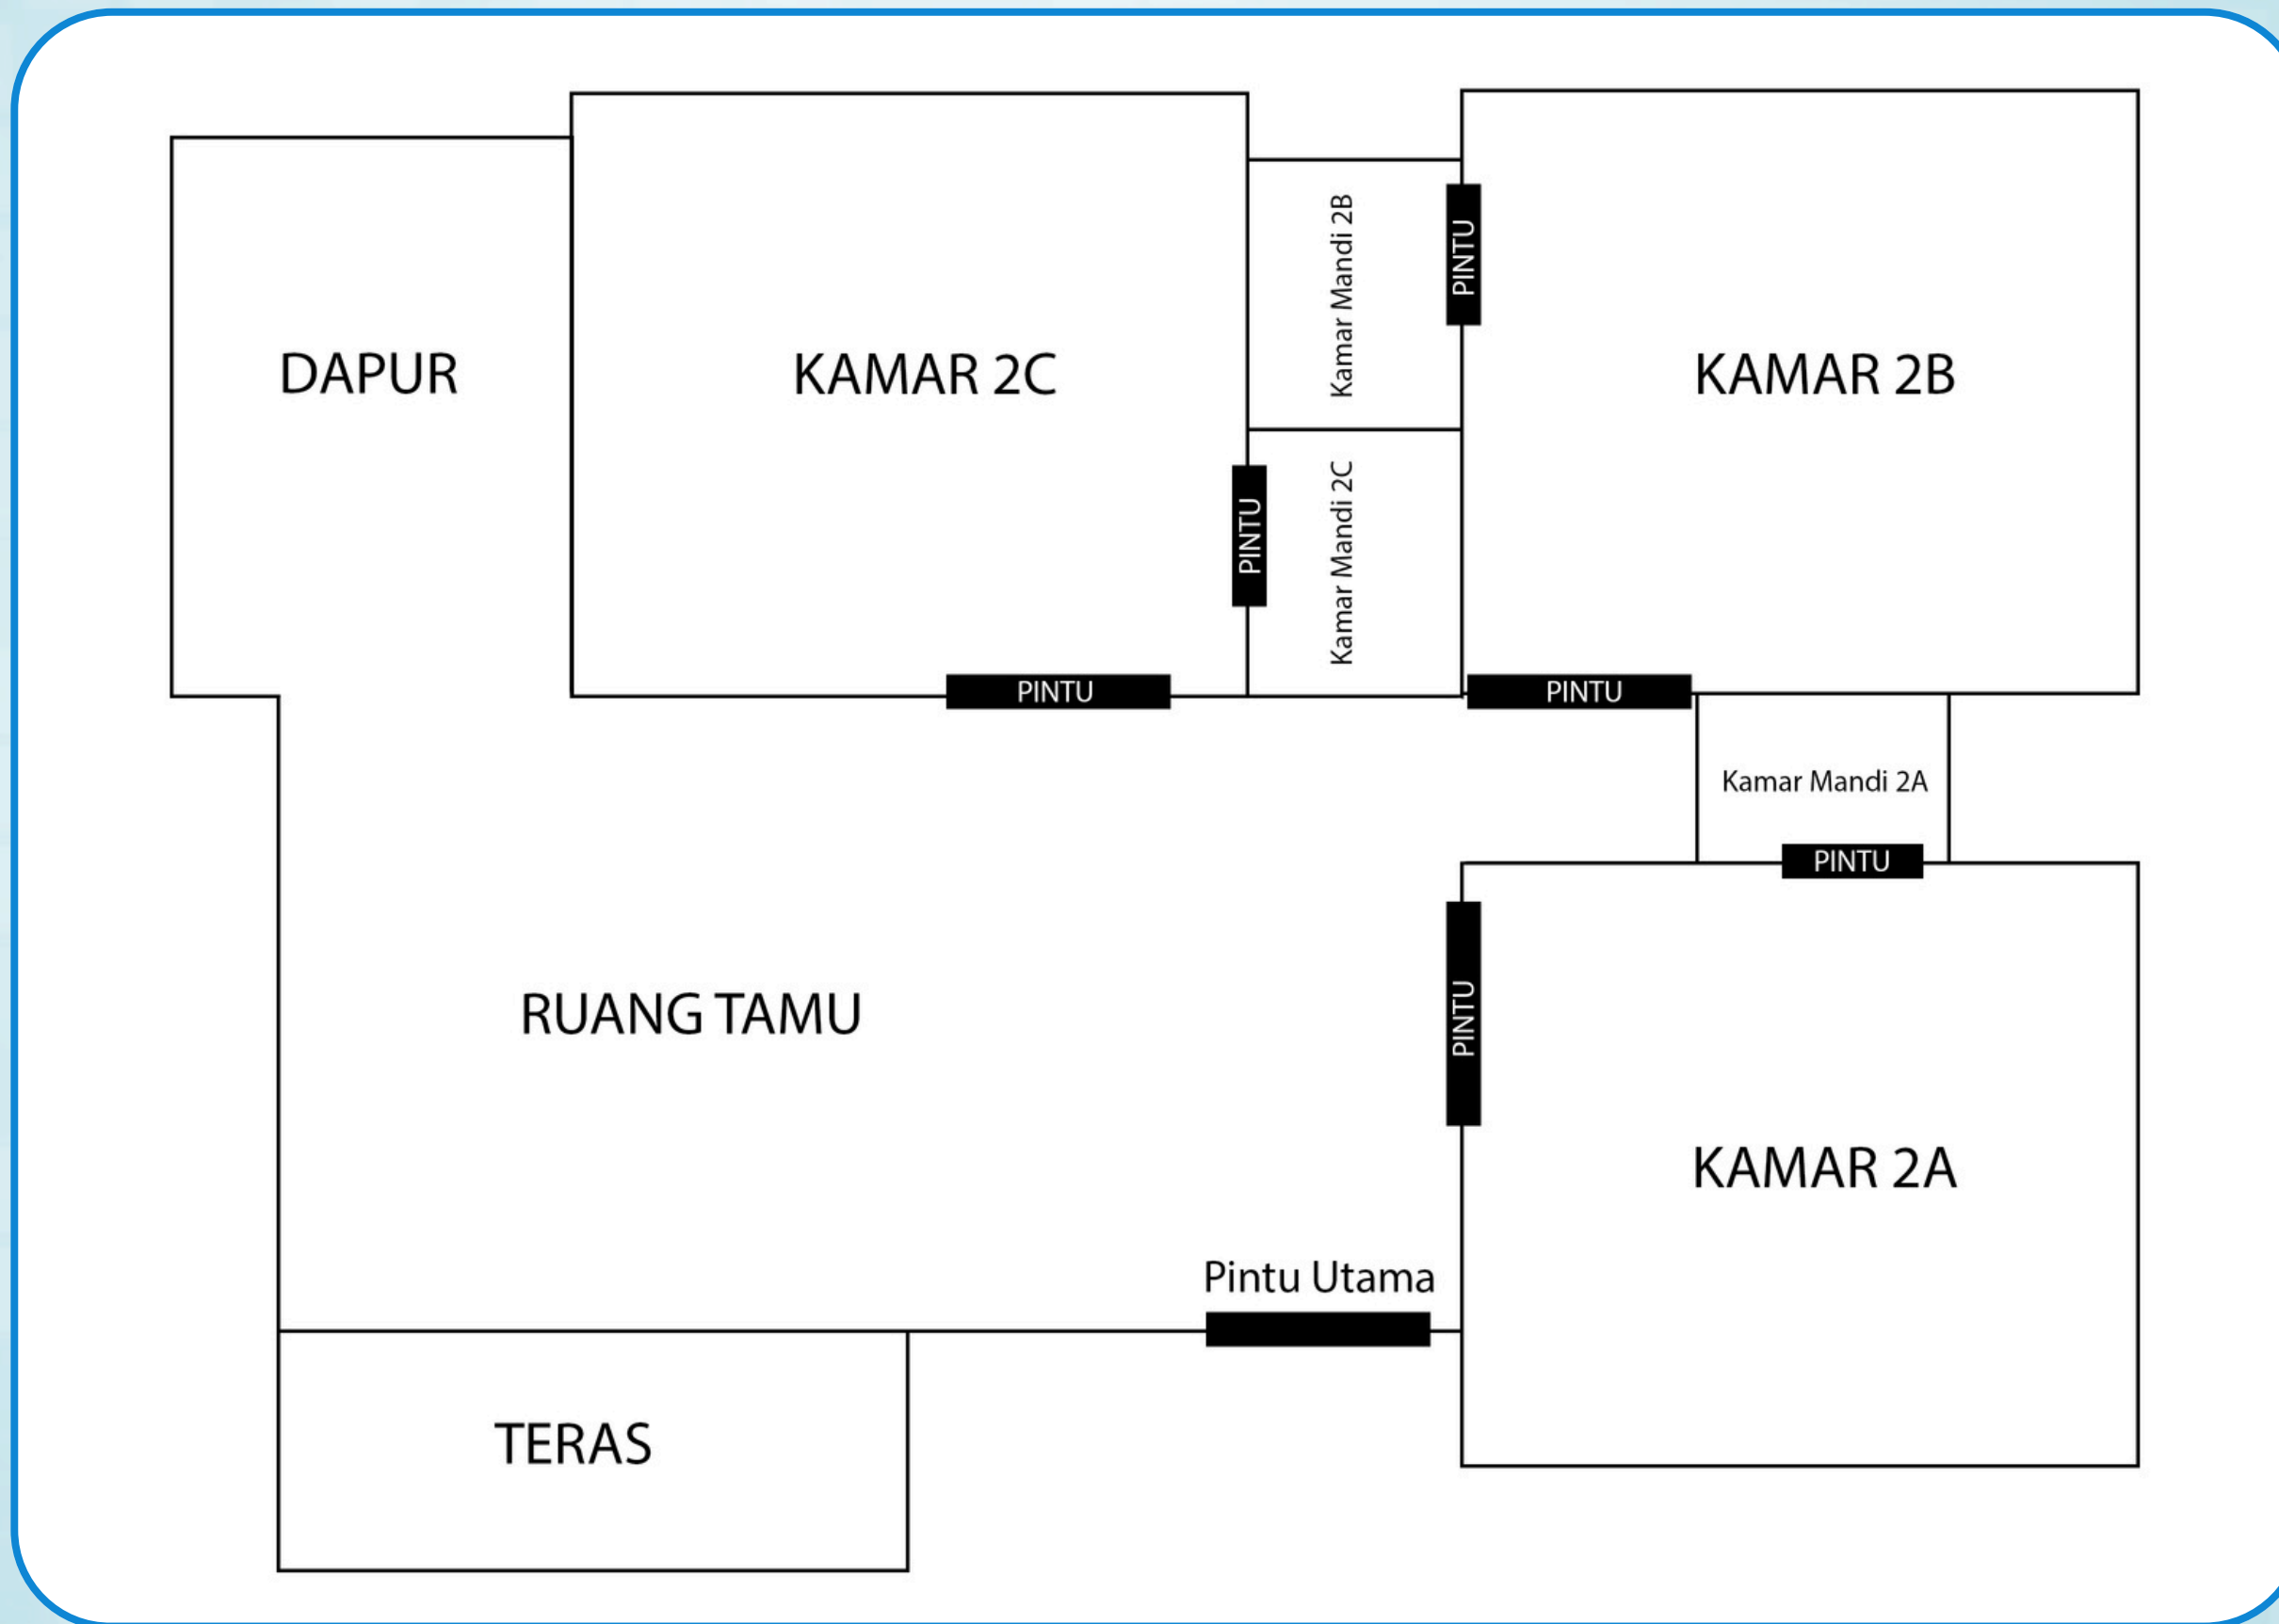 DAPUR
KAMAR 2C
Kamar Mandi 2B
PINTU
KAMAR 2B
PINTU
Kamar Mandi 2C
PINTU
PINTU
Kamar Mandi 2A
PINTU
RUANG TAMU
PINTU
KAMAR 2A
Pintu Utama
TERAS